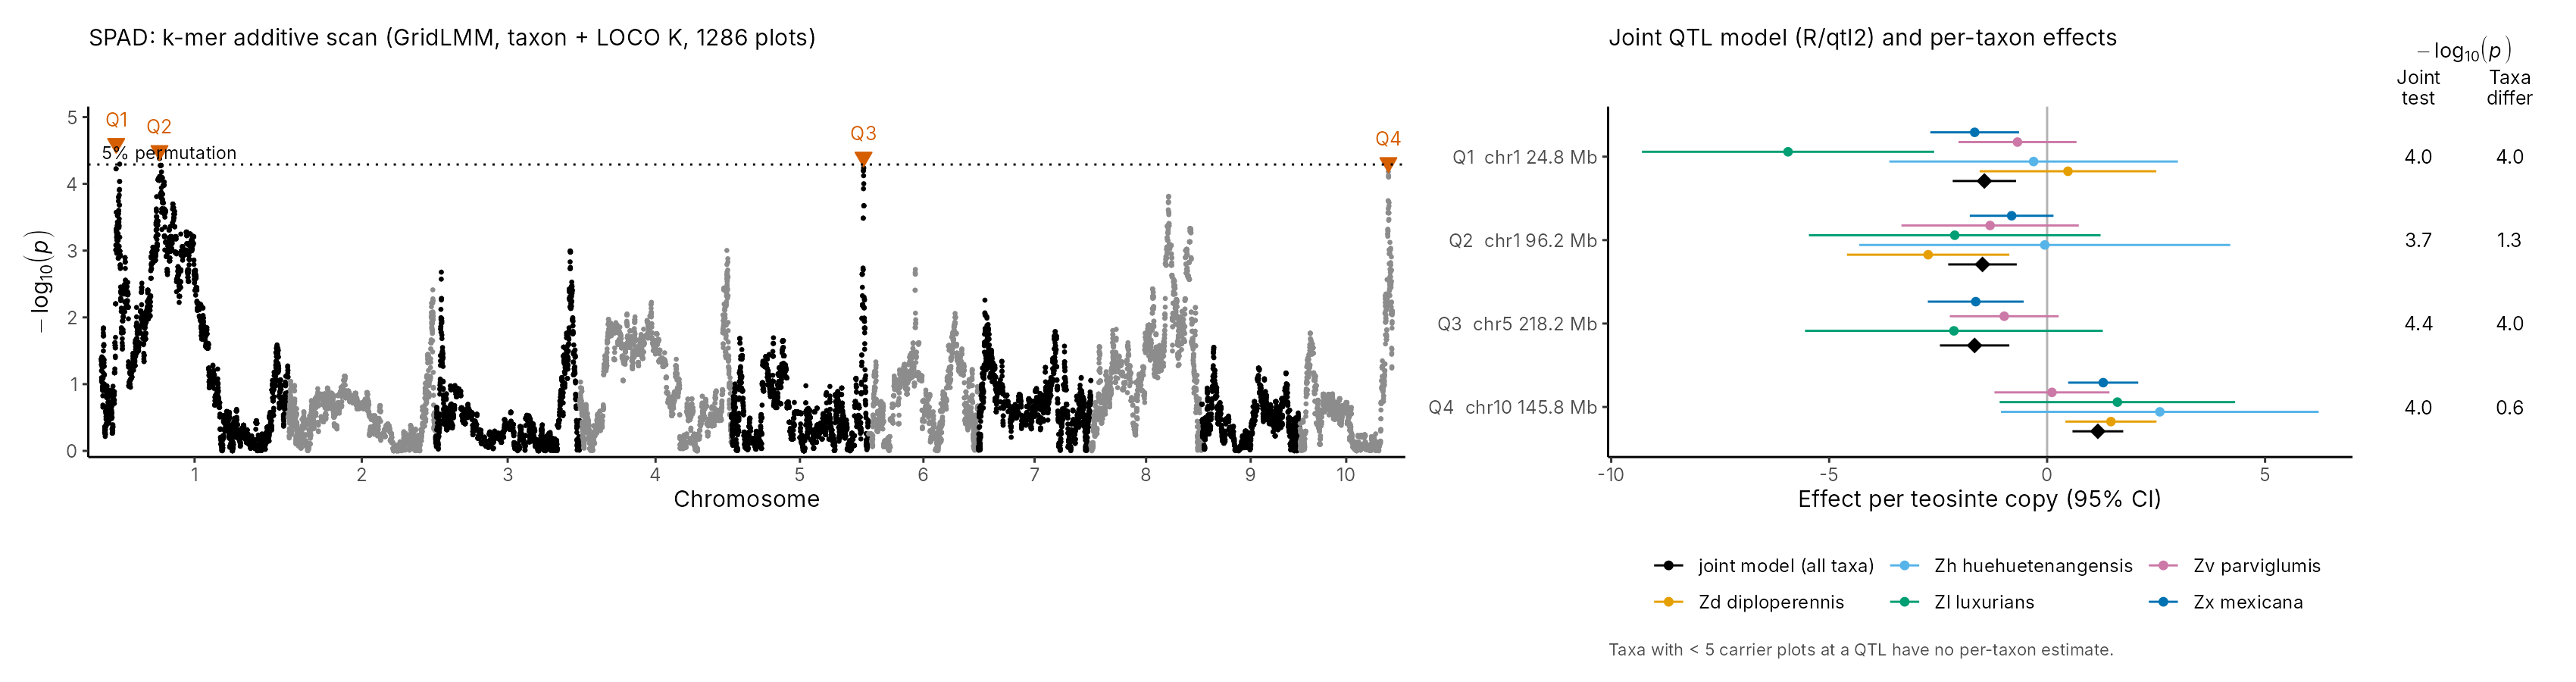 SPAD: k-mer additive scan (GridLMM, taxon + LOCO K, 1286 plots)
Q1
Q2
Q3
Q4
5% permutation
5
4
3
2
1
0
−log10(p)
1 2 3 4 5 6 7 8 9 10
Chromosome
Joint QTL model (R/qtl2) and per-taxon effects
−log10(p)
Joint test
Taxa differ
Q1 chr1 24.8 Mb 4.0 4.0
Q2 chr1 96.2 Mb 3.7 1.3
Q3 chr5 218.2 Mb 4.4 4.0
Q4 chr10 145.8 Mb 4.0 0.6
-10 -5 0 5
Effect per teosinte copy (95% CI)
joint model (all taxa) Zh huehuetenangensis Zv parviglumis
Zd diploperennis Zl luxurians Zx mexicana
Taxa with < 5 carrier plots at a QTL have no per-taxon estimate.